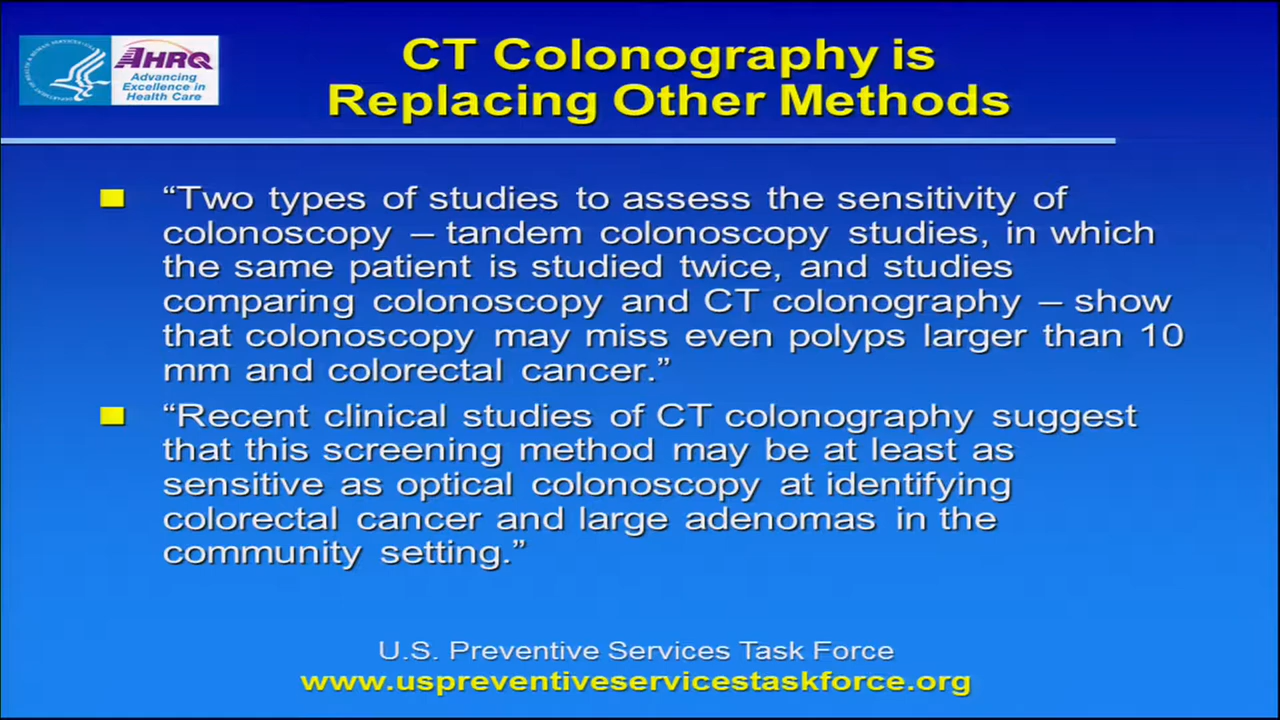 AHRQ
Advancing
Excellence in
Health Care
CT Colonography is
Replacing Other Methods
“Two types of studies to assess the sensitivity of
colonoscopy – tandem colonoscopy studies, in which
the same patient is studied twice, and studies
comparing colonoscopy and CT colonography – show
that colonoscopy may miss even polyps larger than 10
mm and colorectal cancer.”
“Recent clinical studies of CT colonography suggest
that this screening method may be at least as
sensitive as optical colonoscopy at identifying
colorectal cancer and large adenomas in the
community setting.”
U.S. Preventive Services Task Force
www.uspreventiveservicestaskforce.org